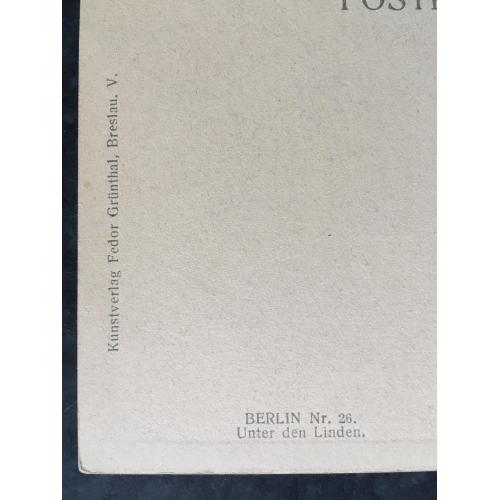 Kunstverlag Fedor Grünthal, Breslau. V.
BERLIN Nr. 26.
Unter den Linden.